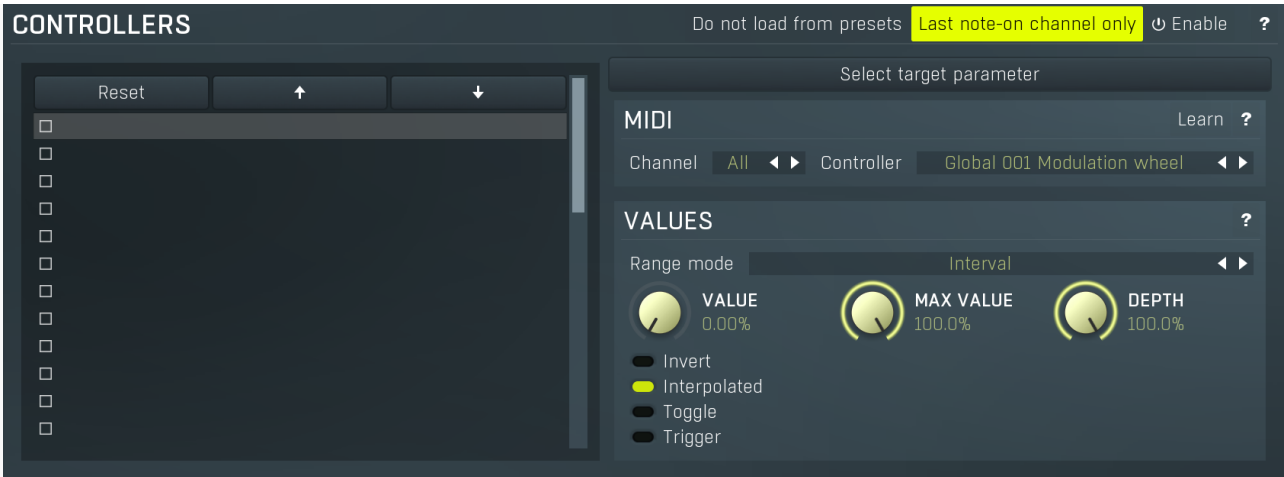 CONTROLLERS
Do not load from presets Last note-on channel only Enable ?
Reset
Select target parameter
MIDI Learn ?
Channel All Controller Global 001 Modulation wheel
VALUES ?
Range mode Interval
VALUE
0.00%
MAX VALUE
100.0%
DEPTH
100.0%
Invert
Interpolated
Toggle
Trigger